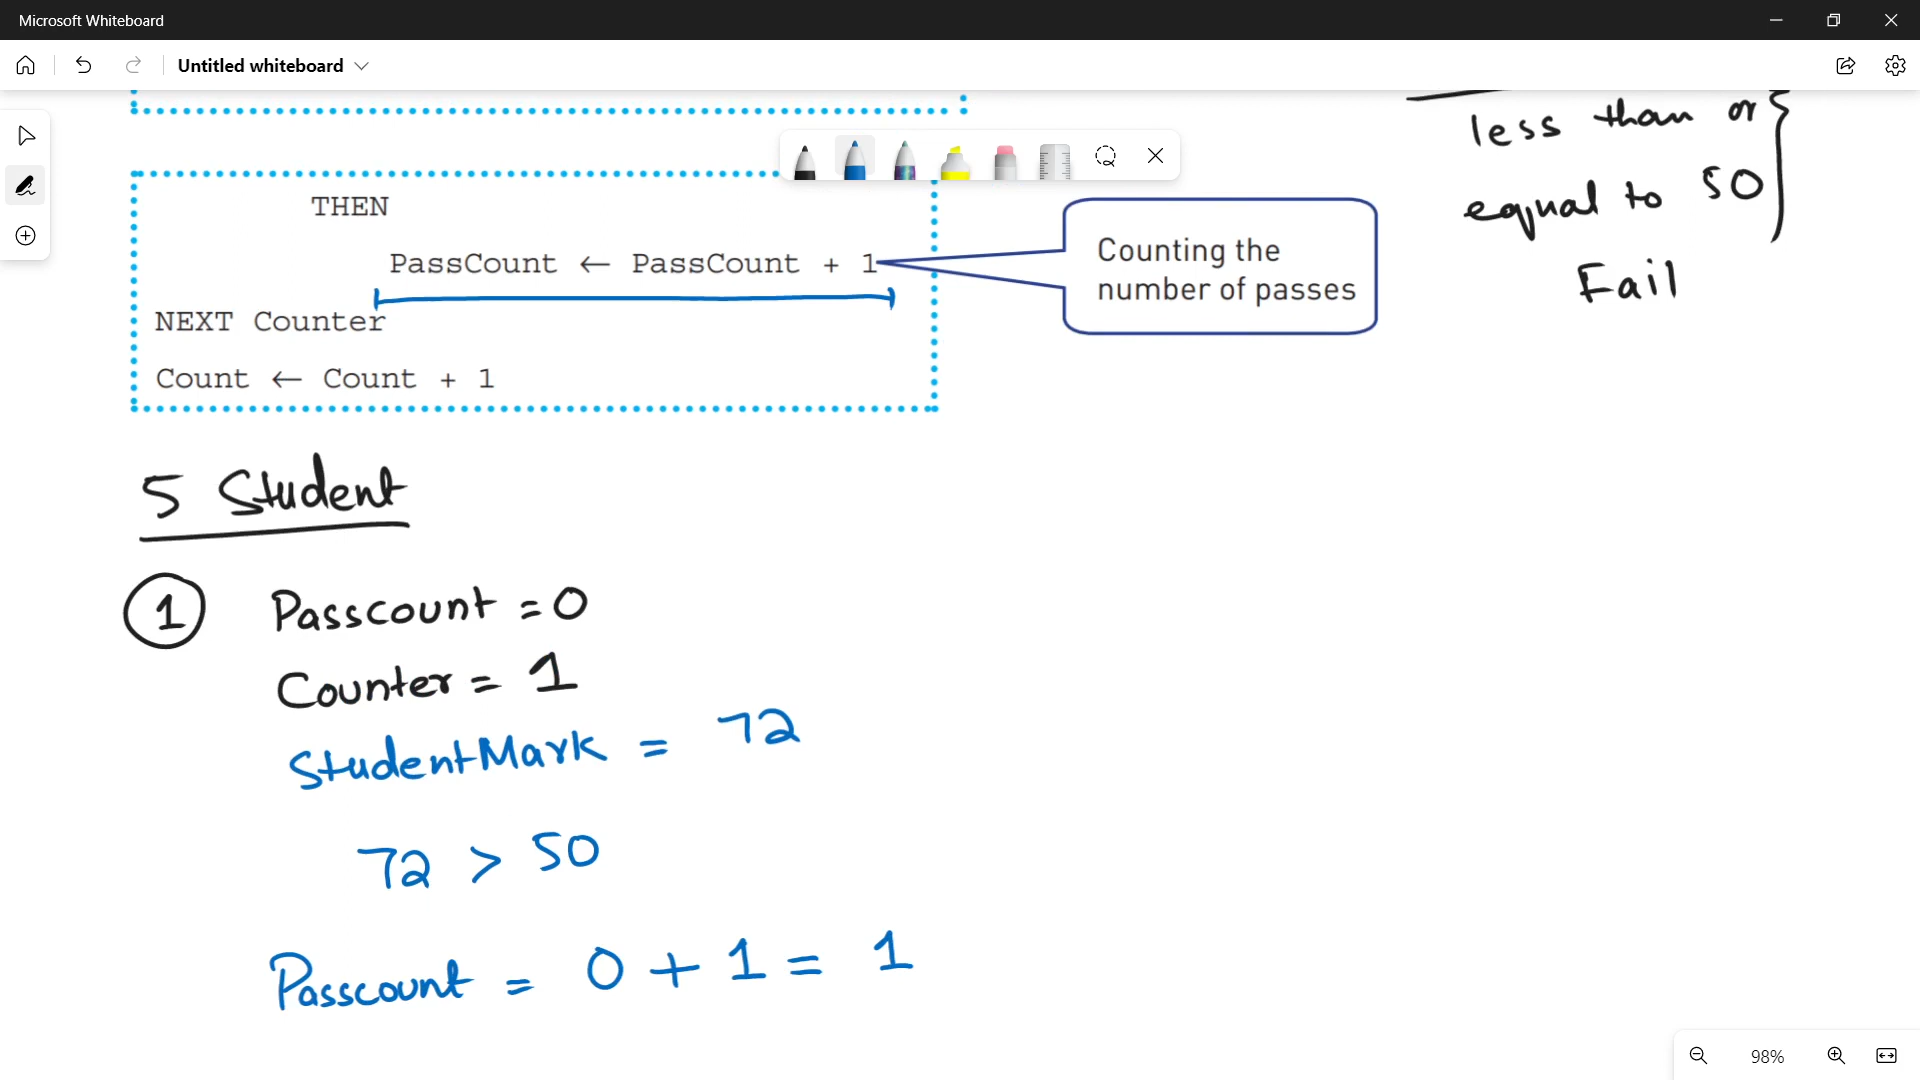 Microsoft Whiteboard
Untitled whiteboard
less than or
equal to 50
Fail
THEN
PassCount ← PassCount + 1
NEXT Counter
Count ← Count + 1
Counting the
number of passes
5 Student
1
Passcount = 0
Counter = 1
StudentMark = 72
72 > 50
Passcount = 0 + 1 = 1
98%